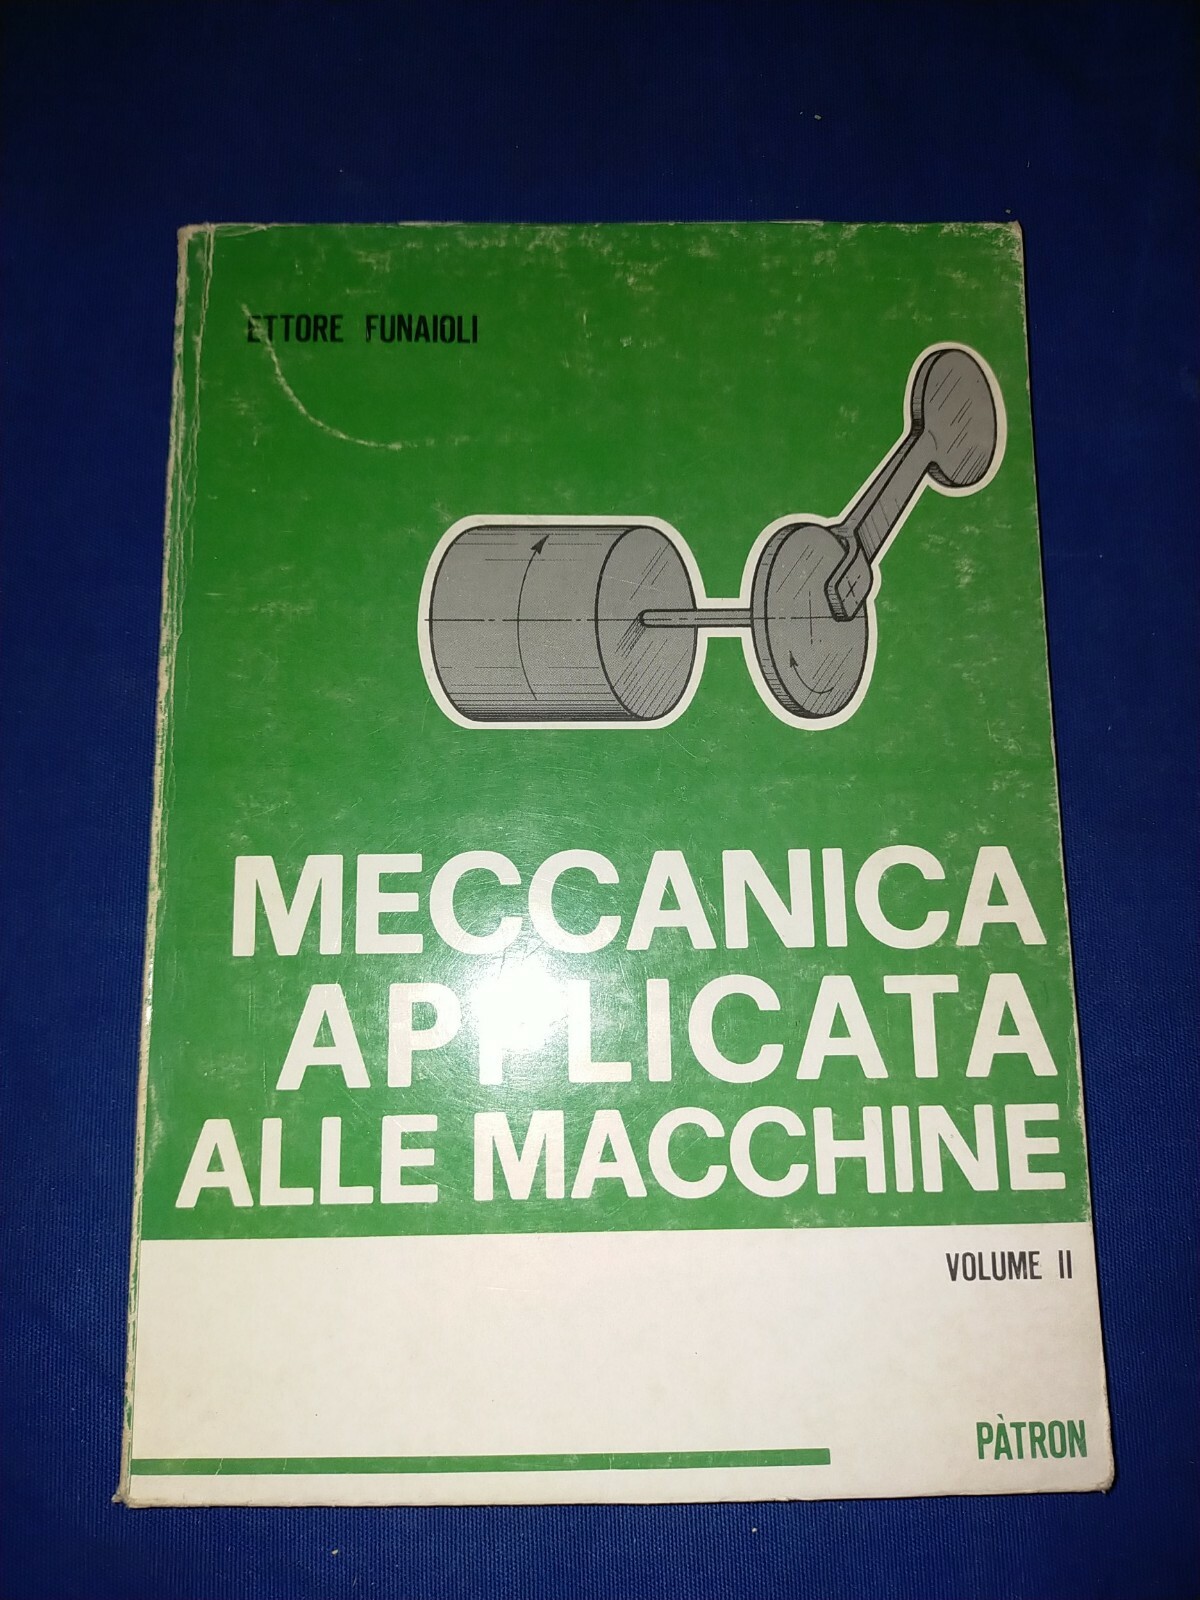 ETTORE FUNAIOLI
MECCANICA
APPLICATA
ALLE MACCHINE
VOLUME II
PÀTRON